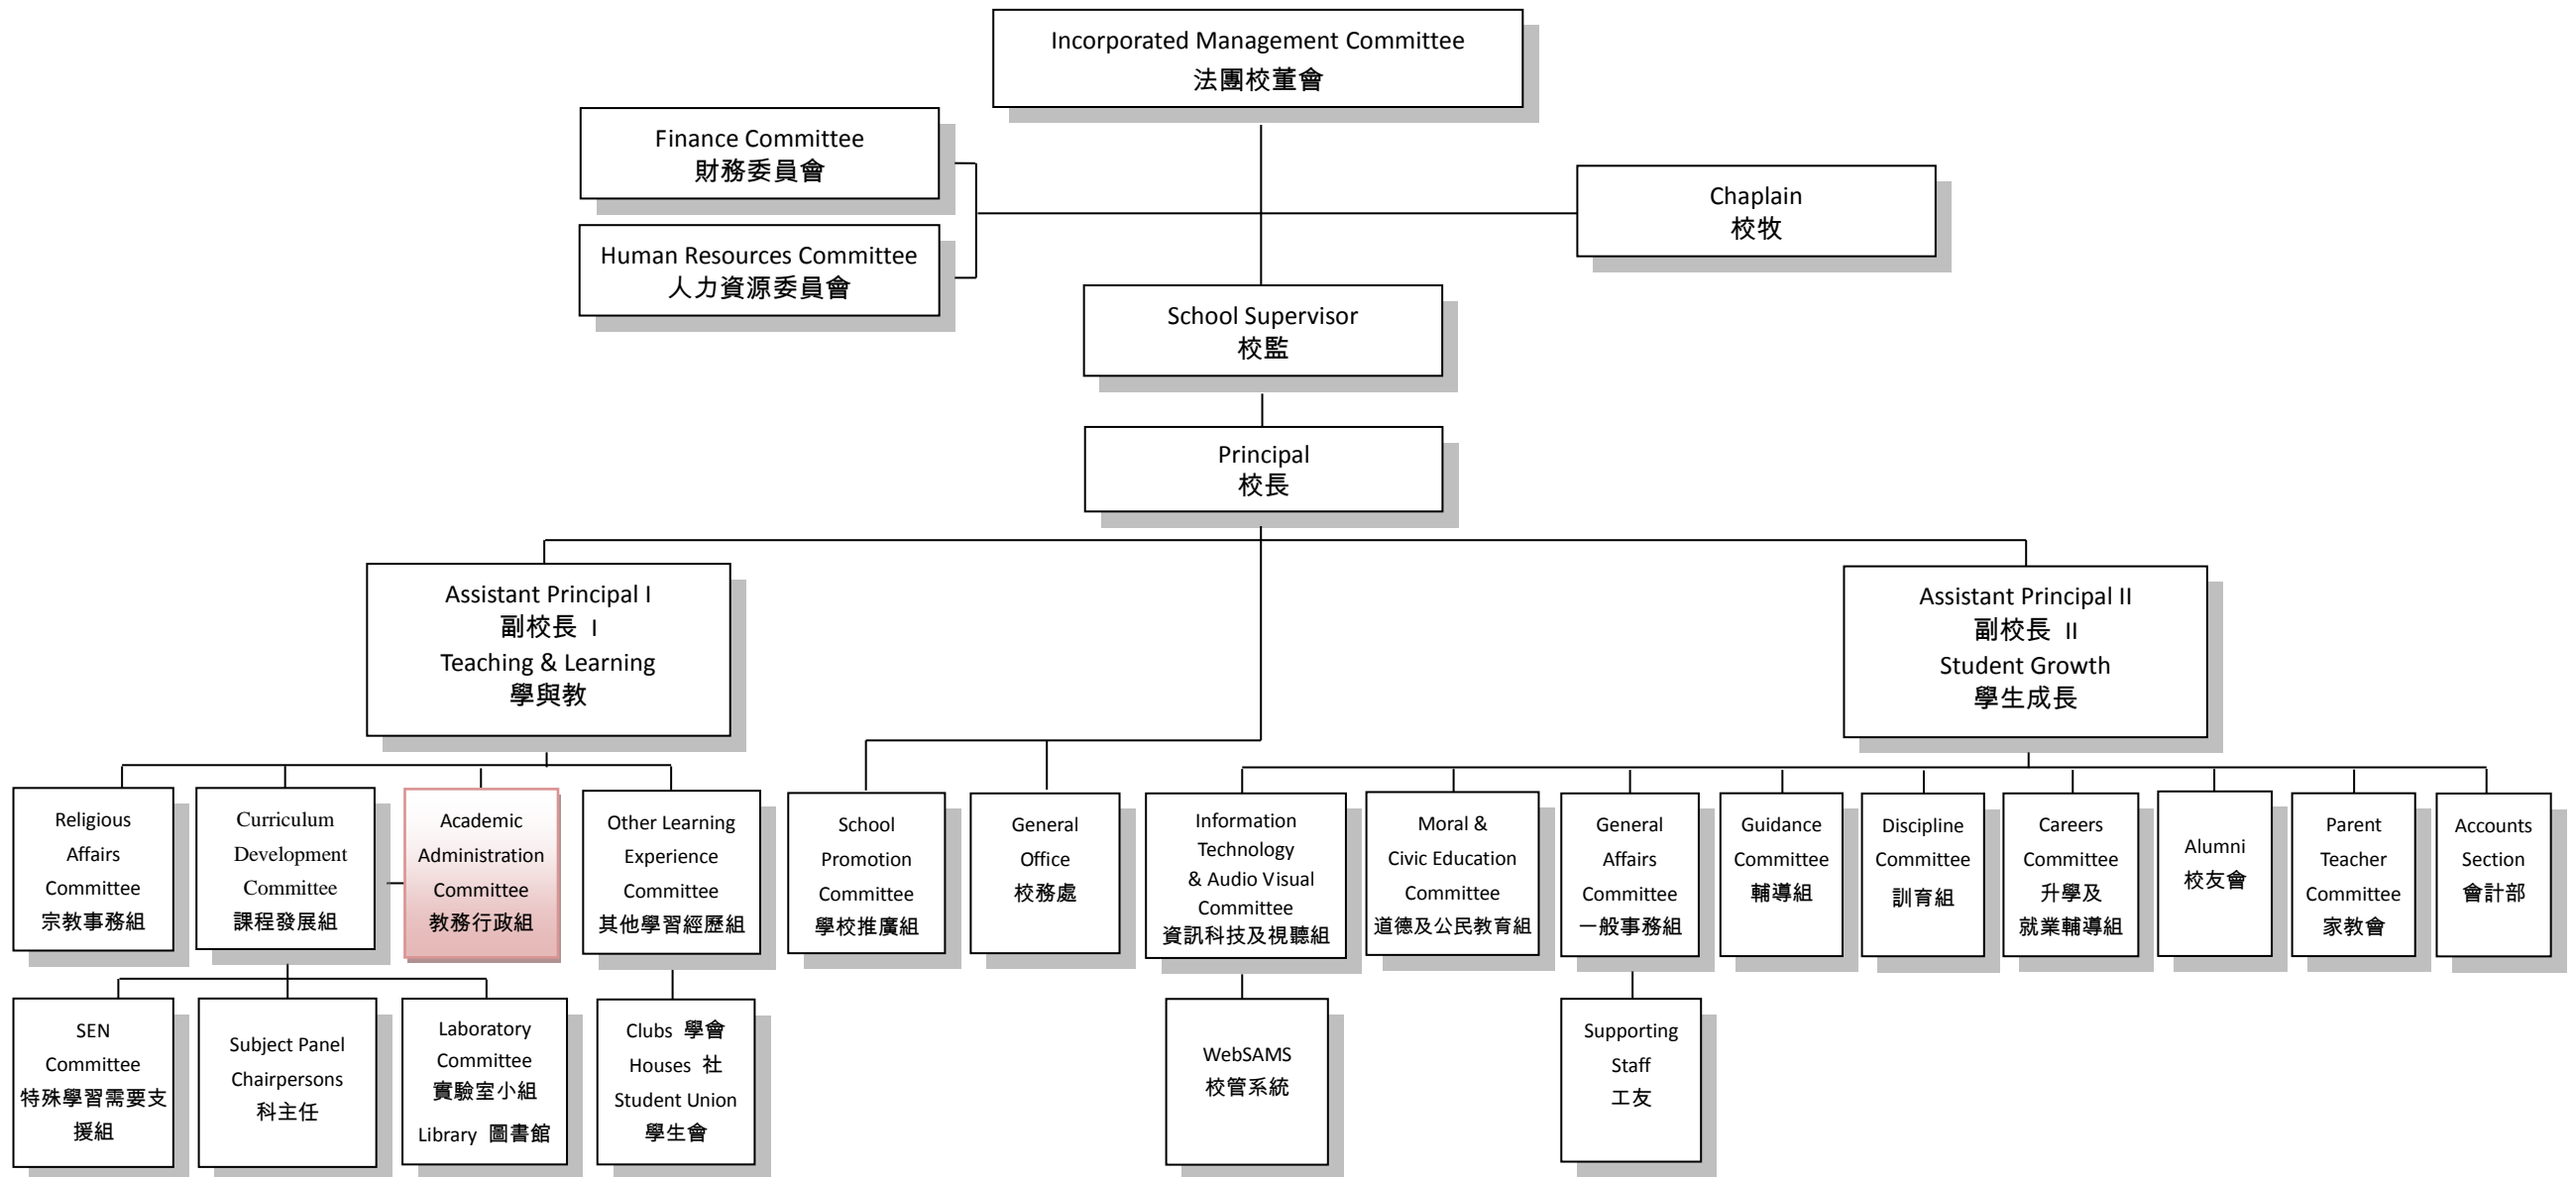 Incorporated Management Committee
法團校董會
Finance Committee
財務委員會
Chaplain
校牧
Human Resources Committee
人力資源委員會
School Supervisor
校監
Principal
校長
Assistant Principal I
副校長 I
Teaching & Learning
學與教
Assistant Principal II
副校長 II
Student Growth
學生成長
Religious
Affairs
Committee
宗教事務組
Curriculum
Development
Committee
課程發展組
Academic
Administration
Committee
教務行政組
Other Learning
Experience
Committee
其他學習經歷組
School
Promotion
Committee
學校推廣組
General
Office
校務處
Information
Technology
& Audio Visual
Committee
資訊科技及視聽組
Moral &
Civic Education
Committee
道德及公民教育組
General
Affairs
Committee
一般事務組
Guidance
Committee
輔導組
Discipline
Committee
訓育組
Careers
Committee
升學及
就業輔導組
Alumni
校友會
Parent
Teacher
Committee
家教會
Accounts
Section
會計部
SEN
Committee
特殊學習需要支
援組
Subject Panel
Chairpersons
科主任
Laboratory
Committee
實驗室小組
Library 圖書館
Clubs 學會
Houses 社
Student Union
學生會
WebSAMS
校管系統
Supporting
Staff
工友